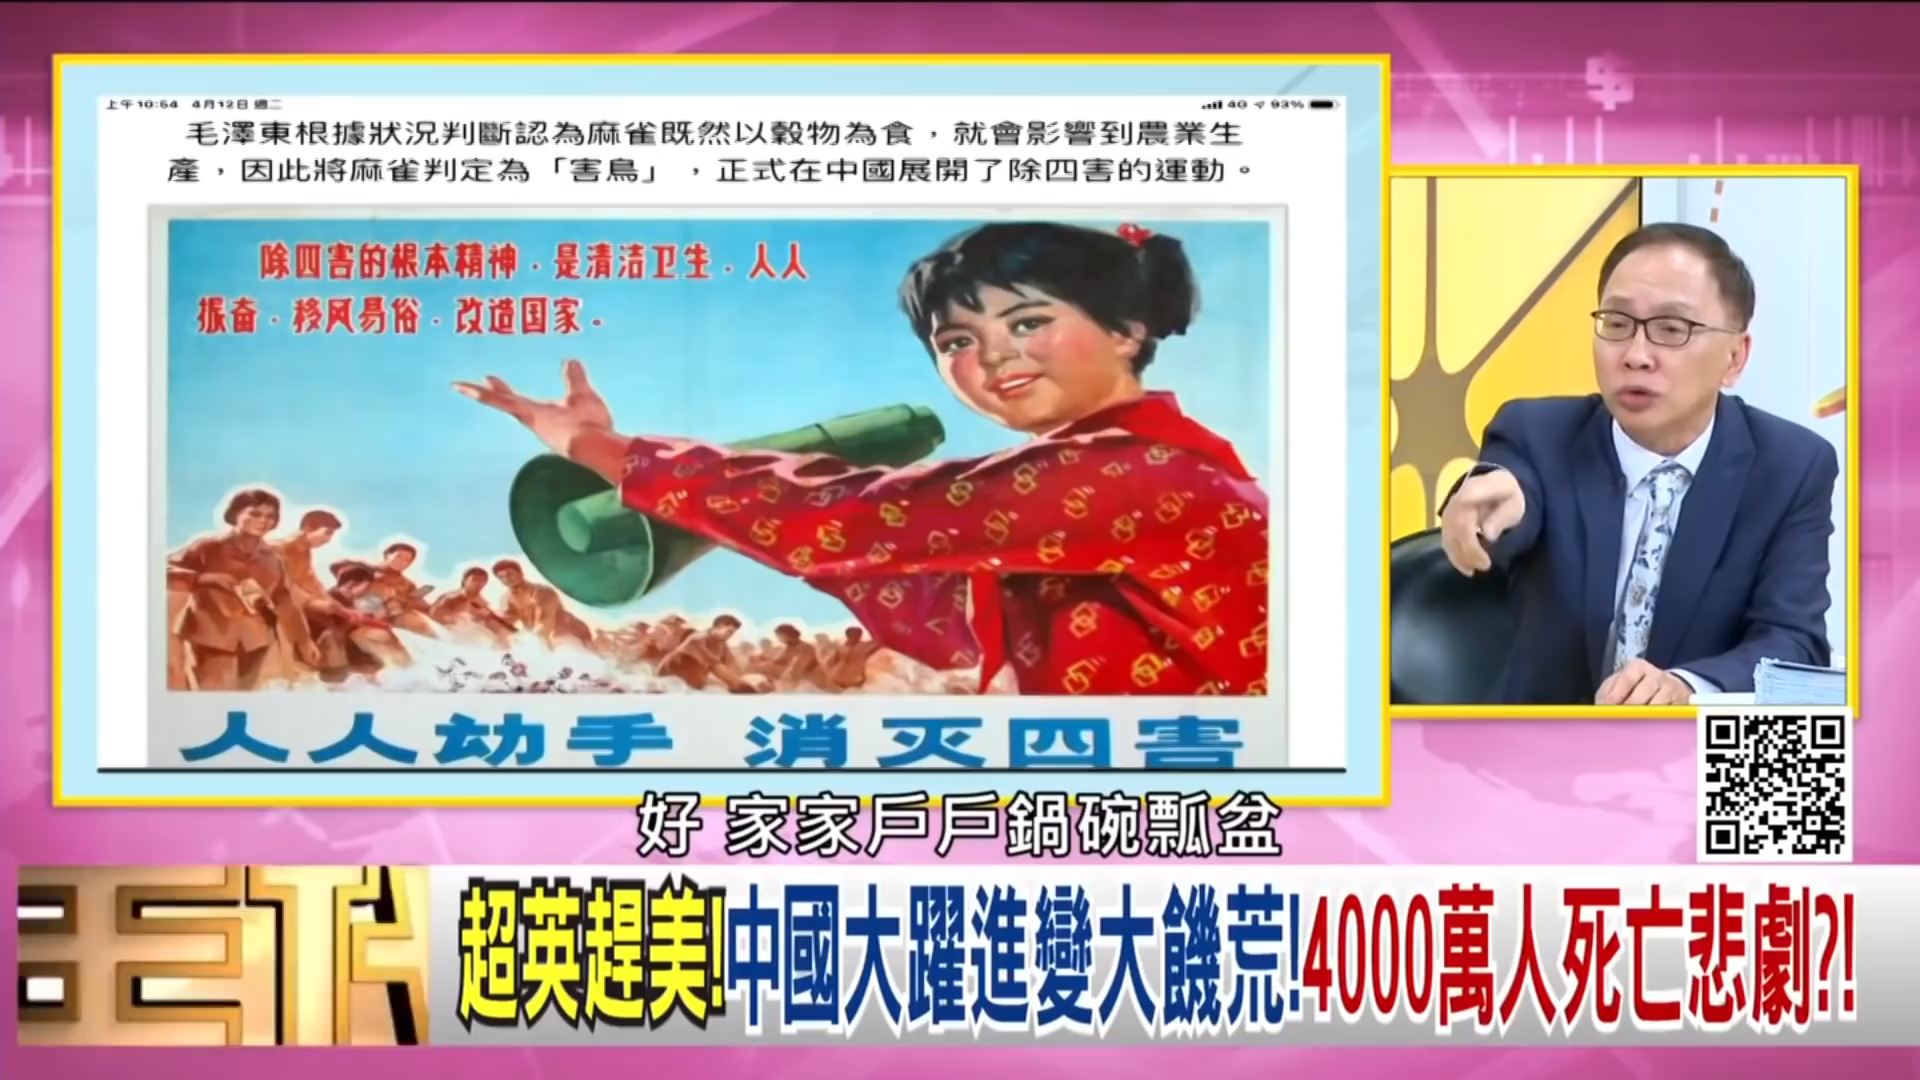 上午10:54 4月12日 週二
4G 93%
毛澤東根據狀況判斷認為麻雀既然以穀物為食，就會影響到農業生
產，因此將麻雀判定為「害鳥」，正式在中國展開了除四害的運動。
除四害的根本精神．是清洁卫生．人人
振奋．移风易俗．改造国家。
人人动手 消灭四害
好 家家戶戶鍋碗瓢盆
超英趕美!中國大躍進變大饑荒!4000萬人死亡悲劇?!